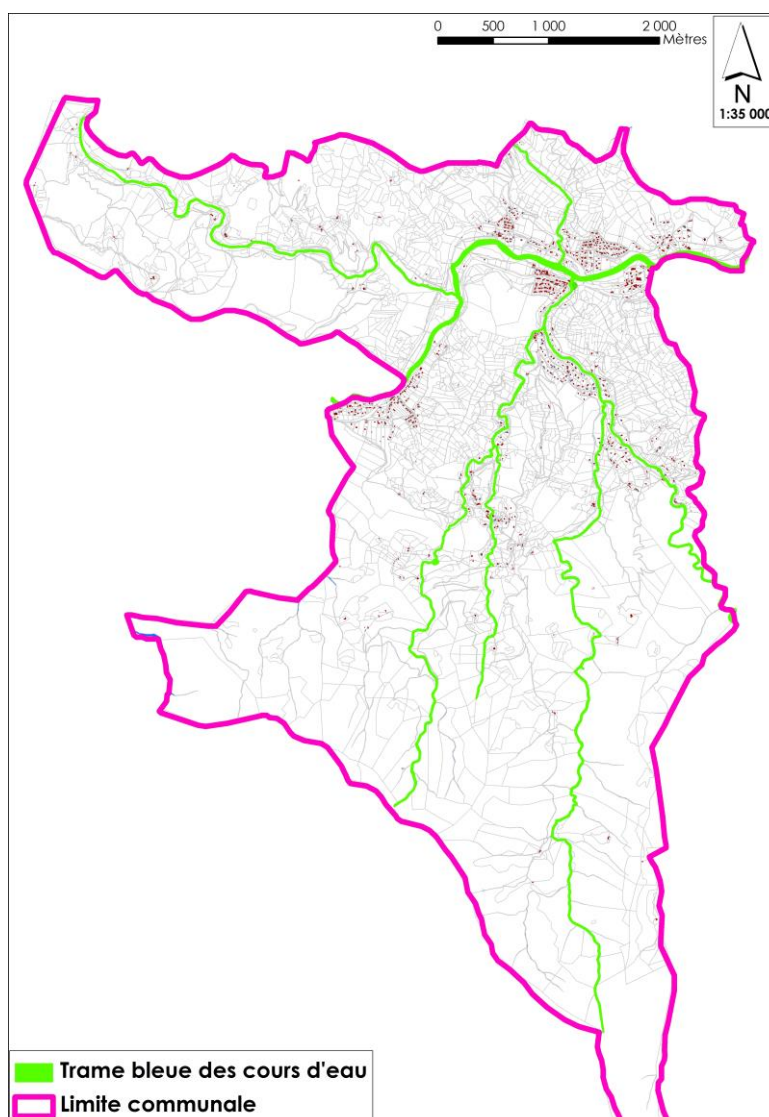 0 500 1 000 2 000
Mètres
N
1:35 000
Trame bleue des cours d'eau
Limite communale